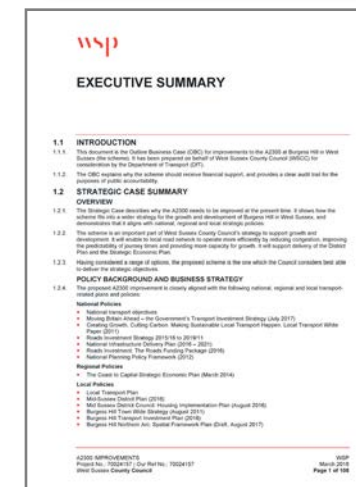 wsp
EXECUTIVE SUMMARY
1.1 INTRODUCTION
1.1.1. This document is the Outline Business Case (OBC) for improvements to the A2300 at Burgess Hill in West
Sussex (the scheme). It has been prepared on behalf of West Sussex County Council (WSCC) for
consideration by the Department of Transport (DfT).
1.1.2. The OBC explains why the scheme should receive financial support, and provides a clear audit trail for the
purposes of public accountability.
1.2 STRATEGIC CASE SUMMARY
OVERVIEW
1.2.1. The Strategic Case describes why the A2300 needs to be improved at the present time. It shows how the
scheme fits into a wider strategy for the growth and development of Burgess Hill in West Sussex, and
demonstrates that it aligns with national, regional and local strategic policies.
1.2.2. The scheme is an important part of West Sussex County Council's strategy to support growth and
development. It will enable to local road network to operate more efficiently by reducing congestion, improving
the predictability of journey times and providing more capacity for growth. It will support delivery of the District
Plan and the Strategic Economic Plan.
1.2.3. Having considered a range of options, the proposed scheme is the one which the Council considers best able
to deliver the strategic objectives.
POLICY BACKGROUND AND BUSINESS STRATEGY
1.2.4. The proposed A2300 improvement is closely aligned with the following national, regional and local transport-
related plans and policies:
National Policies
National transport objectives
Moving Britain Ahead – the Government's Transport Investment Strategy (July 2017)
Creating Growth, Cutting Carbon: Making Sustainable Local Transport Happen. Local Transport White
Paper (2011)
Roads Investment Strategy 2015/16 to 2019/11
National Infrastructure Delivery Plan (2016 – 2021)
Roads Investment: The Roads Funding Package (2016)
National Planning Policy Framework (2012)
Regional Policies
The Coast to Capital Strategic Economic Plan (March 2014)
Local Policies
Local Transport Plan
Mid-Sussex District Plan (2018)
Mid Sussex District Council: Housing Implementation Plan (August 2016)
Burgess Hill Town Wide Strategy (August 2011)
Burgess Hill Transport Investment Plan (2016)
Burgess Hill Northern Arc: Spatial Framework Plan (Draft, August 2017)
A2300 IMPROVEMENTS WSP
Project No.: 70024157 | Our Ref No.: 70024157 March 2018
West Sussex County Council Page 1 of 106